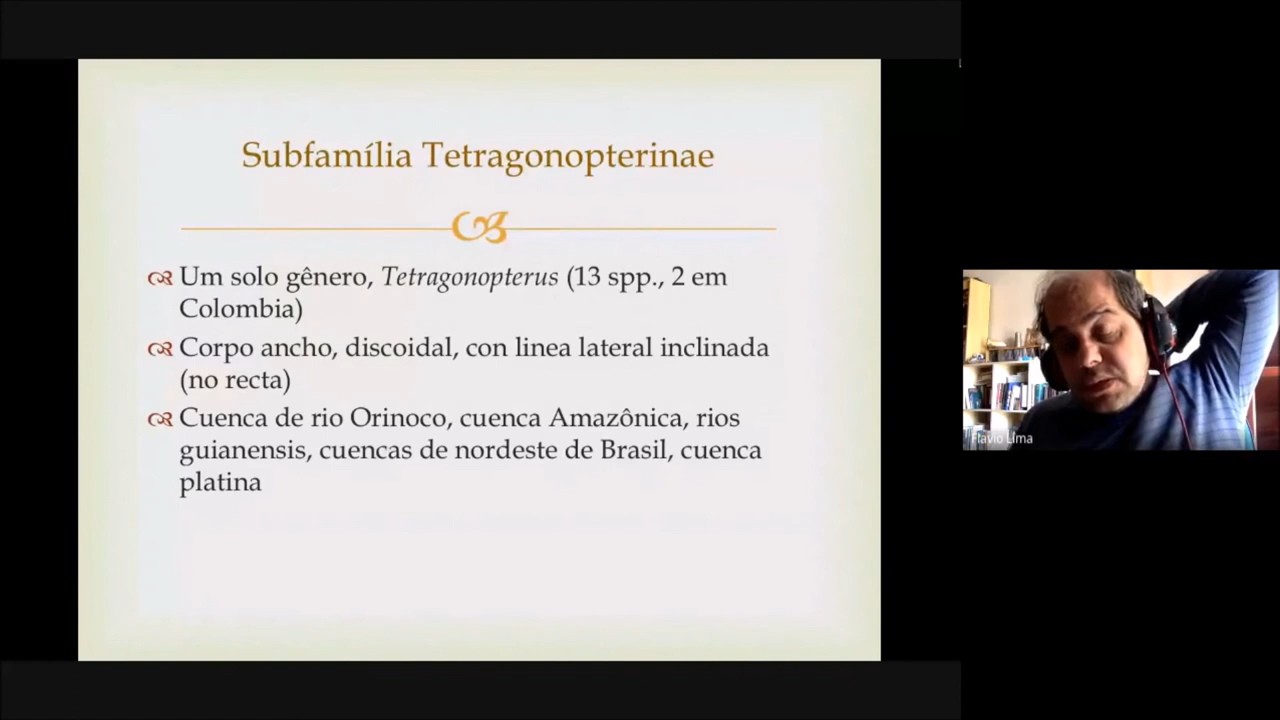 Subfamília Tetragonopterinae
Um solo gênero, Tetragonopterus (13 spp., 2 em
Colombia)
Corpo ancho, discoidal, con linea lateral inclinada
(no recta)
Cuenca de rio Orinoco, cuenca Amazônica, rios
guianensis, cuencas de nordeste de Brasil, cuenca
platina
Flavio LIma